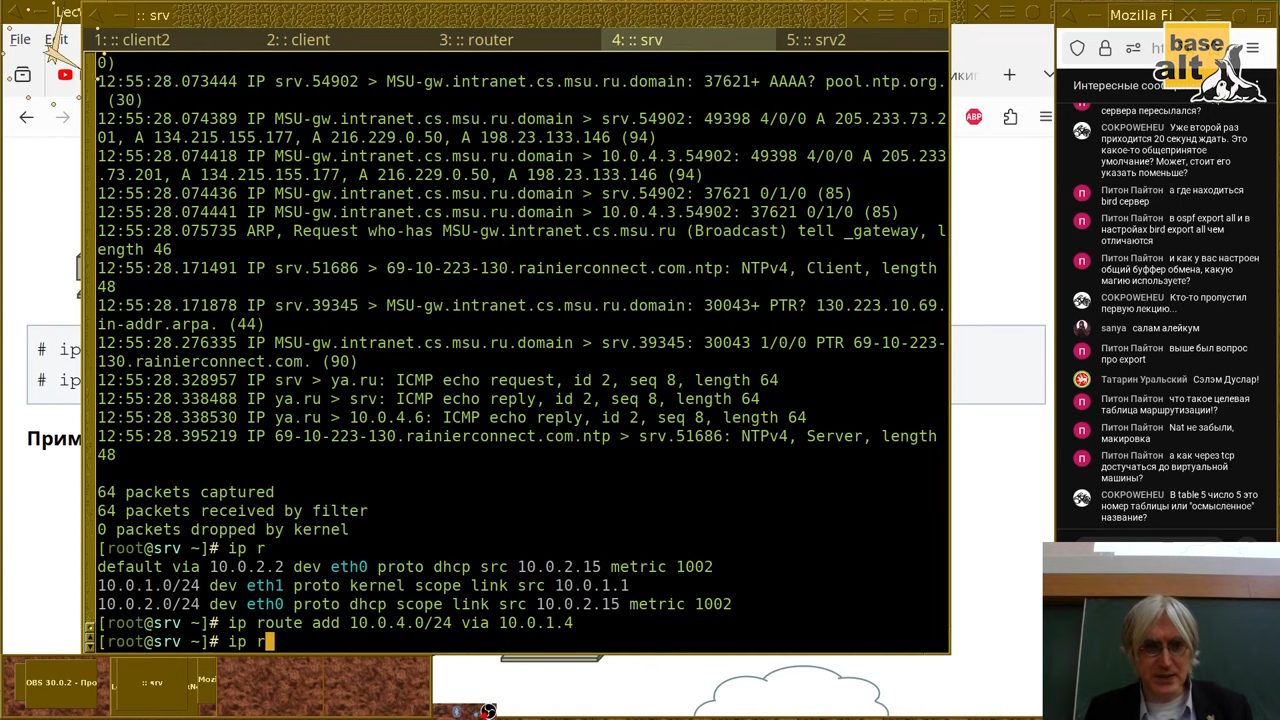 :: srv
Mozilla Fi
File Edit
1: :: client2
2: : client
3: :: router
4: :: srv
5: :: srv2
0)
12:55:28.073444 IP srv.54902 > MSU-gw.intranet.cs.msu.ru.domain: 37621+ AAAA? pool.ntp.org.
(30)
12:55:28.074389 IP MSU-gw.intranet.cs.msu.ru.domain > srv.54902: 49398 4/0/0 A 205.233.73.2
01, A 134.215.155.177, A 216.229.0.50, A 198.23.133.146 (94)
12:55:28.074418 IP MSU-gw.intranet.cs.msu.ru.domain > 10.0.4.3.54902: 49398 4/0/0 A 205.233
.73.201, A 134.215.155.177, A 216.229.0.50, A 198.23.133.146 (94)
12:55:28.074436 IP MSU-gw.intranet.cs.msu.ru.domain > srv.54902: 37621 0/1/0 (85)
12:55:28.074441 IP MSU-gw.intranet.cs.msu.ru.domain > 10.0.4.3.54902: 37621 0/1/0 (85)
12:55:28.075735 ARP, Request who-has MSU-gw.intranet.cs.msu.ru (Broadcast) tell _gateway, l
ength 46
12:55:28.171491 IP srv.51686 > 69-10-223-130.rainierconnect.com.ntp: NTPv4, Client, length
48
12:55:28.171878 IP srv.39345 > MSU-gw.intranet.cs.msu.ru.domain: 30043+ PTR? 130.223.10.69.
in-addr.arpa. (44)
12:55:28.276335 IP MSU-gw.intranet.cs.msu.ru.domain > srv.39345: 30043 1/0/0 PTR 69-10-223-
130.rainierconnect.com. (90)
12:55:28.328957 IP srv > ya.ru: ICMP echo request, id 2, seq 8, length 64
12:55:28.338488 IP ya.ru > srv: ICMP echo reply, id 2, seq 8, length 64
12:55:28.338530 IP ya.ru > 10.0.4.6: ICMP echo reply, id 2, seq 8, length 64
12:55:28.395219 IP 69-10-223-130.rainierconnect.com.ntp > srv.51686: NTPv4, Server, length
48
64 packets captured
64 packets received by filter
0 packets dropped by kernel
[root@srv ~]# ip r
default via 10.0.2.2 dev eth0 proto dhcp src 10.0.2.15 metric 1002
10.0.1.0/24 dev eth1 proto kernel scope link src 10.0.1.1
10.0.2.0/24 dev eth0 proto dhcp scope link src 10.0.2.15 metric 1002
[root@srv ~]# ip route add 10.0.4.0/24 via 10.0.1.4
[root@srv ~]# ip r
# ip
# ip
Прим
ABP
base
alt
Интересные сооб
сервера пересылался?
COKPOWEHEU Уже второй раз
приходится 20 секунд ждать. Это
какое-то общепринятое
умолчание? Может, стоит его
указать поменьше?
Питон Пайтон а где находиться
bird сервер
Питон Пайтон в ospf export all и в
настройах bird export all чем
отличаются
Питон Пайтон и как у вас настроен
общий буффер обмена, какую
магию используете?
COKPOWEHEU Кто-то пропустил
первую лекцию...
sanya салам алейкум
Питон Пайтон выше был вопрос
про export
Татарин Уральский Сэлэм Дуслар!
Питон Пайтон что такое целевая
таблица маршрутизации!?
Питон Пайтон Nat не забыли,
макировка
Питон Пайтон а как через tcp
достучаться до виртуальной
машины?
COKPOWEHEU В table 5 число 5 это
номер таблицы или "осмысленное"
название?
OBS 30.0.2 - Про
:: srv
Mozi